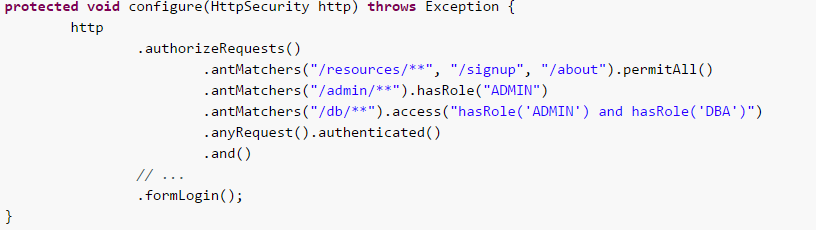 protected void configure(HttpSecurity http) throws Exception {
http
.authorizeRequests()
.antMatchers("/resources/**", "/signup", "/about").permitAll()
.antMatchers("/admin/**").hasRole("ADMIN")
.antMatchers("/db/**").access("hasRole('ADMIN') and hasRole('DBA')")
.anyRequest().authenticated()
.and()
// ...
.formLogin();
}